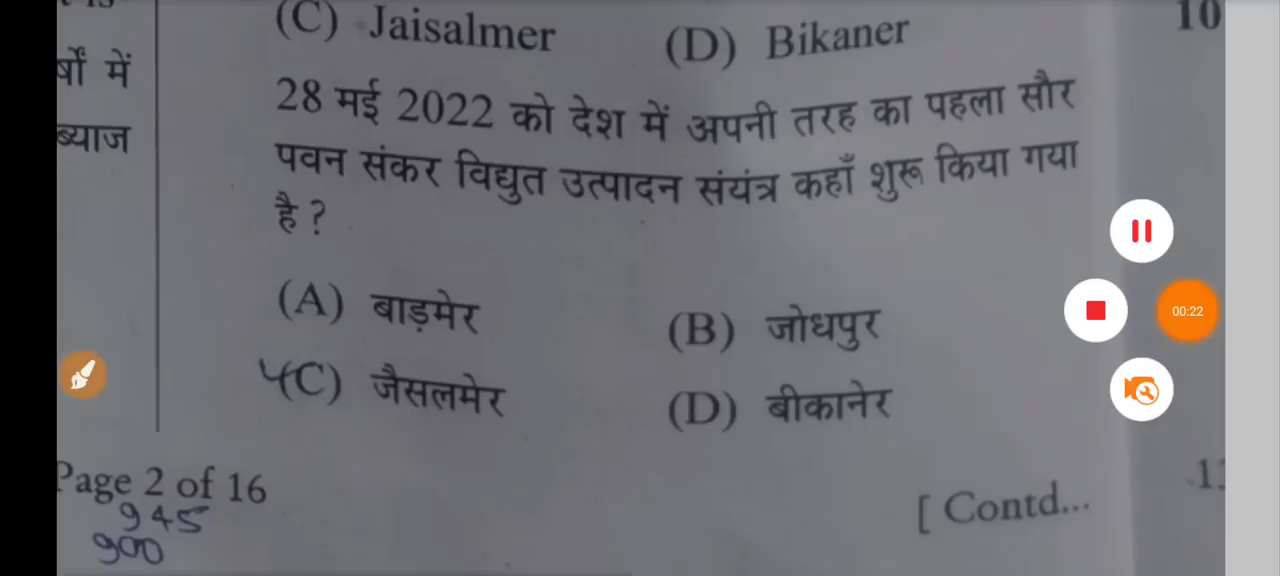 (C) Jaisalmer (D) Bikaner
10
र्षों में
ब्याज
28 मई 2022 को देश में अपनी तरह का पहला सौर
पवन संकर विद्युत उत्पादन संयंत्र कहाँ शुरू किया गया
है ?
(A) बाड़मेर (B) जोधपुर
(C) जैसलमेर (D) बीकानेर
Page 2 of 16
[ Contd...
945
900
00:22